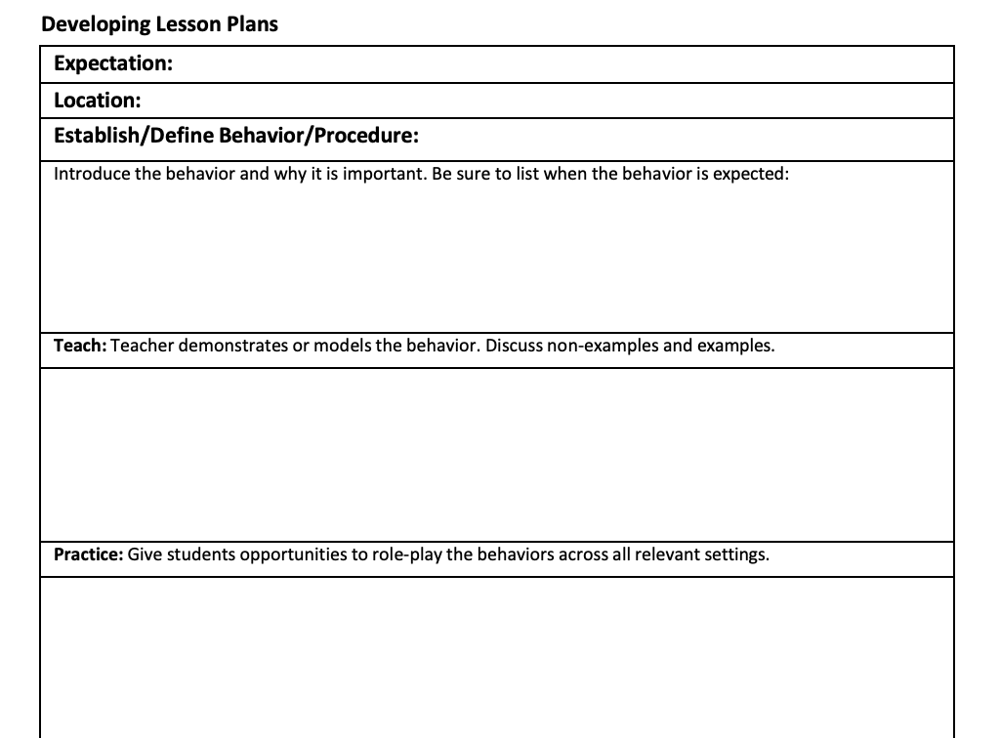 Developing Lesson Plans
Expectation:
Location:
Establish/Define Behavior/Procedure:
Introduce the behavior and why it is important. Be sure to list when the behavior is expected:
Teach: Teacher demonstrates or models the behavior. Discuss non-examples and examples.
Practice: Give students opportunities to role-play the behaviors across all relevant settings.